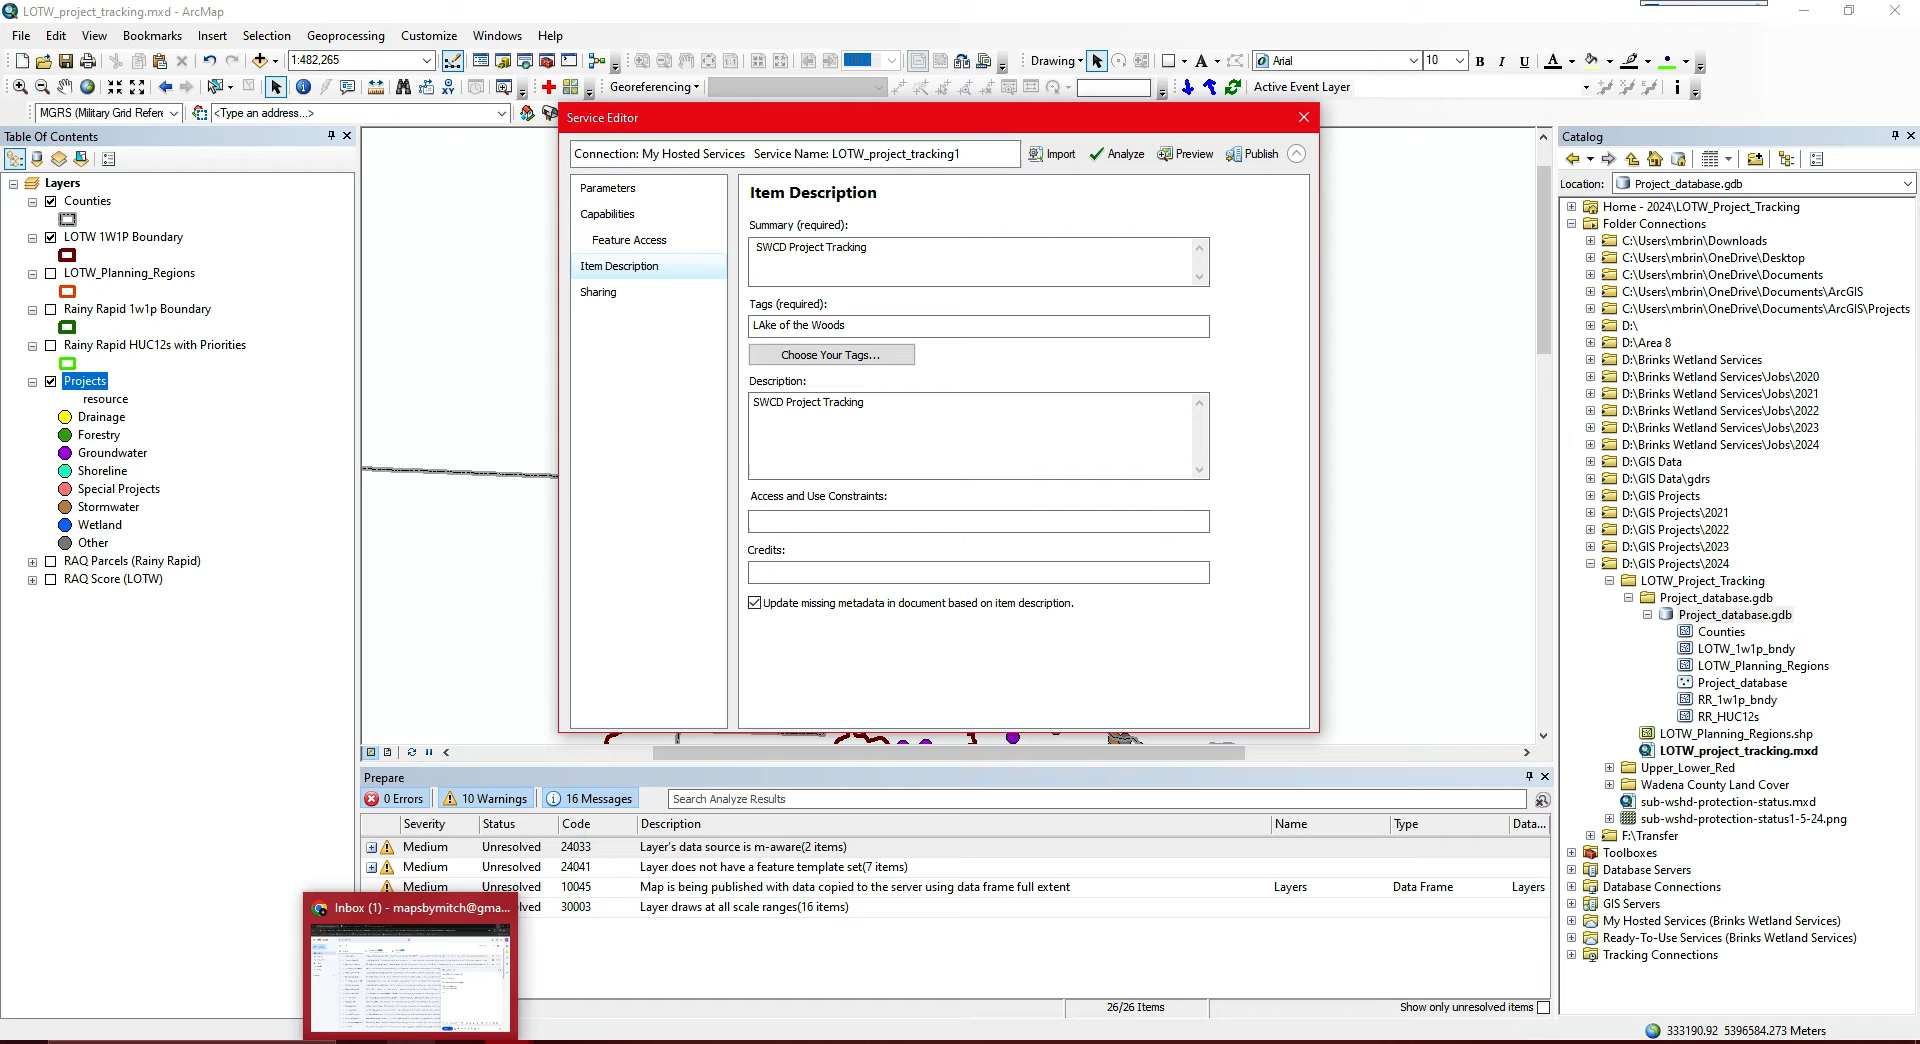 LOTW_project_tracking.mxd - ArcMap
File Edit View Bookmarks Insert Selection Geoprocessing Customize Windows Help
1:482,265
Drawing
Arial
10
B I U A
Georeferencing
Active Event Layer
MGRS (Military Grid Refere
<Type an address...>
Table Of Contents
Layers
Counties
LOTW 1W1P Boundary
LOTW_Planning_Regions
Rainy Rapid 1w1p Boundary
Rainy Rapid HUC12s with Priorities
Projects
resource
Drainage
Forestry
Groundwater
Shoreline
Special Projects
Stormwater
Wetland
Other
RAQ Parcels (Rainy Rapid)
RAQ Score (LOTW)
Service Editor
Connection: My Hosted Services Service Name: LOTW_project_tracking1
Import Analyze Preview Publish
Parameters
Capabilities
Feature Access
Item Description
Sharing
Item Description
Summary (required):
SWCD Project Tracking
Tags (required):
LAke of the Woods
Choose Your Tags...
Description:
SWCD Project Tracking
Access and Use Constraints:
Credits:
Update missing metadata in document based on item description.
Prepare
0 Errors 10 Warnings 16 Messages Search Analyze Results
Severity Status Code Description Name Type Data...
Medium Unresolved 24033 Layer's data source is m-aware(2 items)
Medium Unresolved 24041 Layer does not have a feature template set(7 items)
Medium Unresolved 10045 Map is being published with data copied to the server using data frame full extent Layers Data Frame Layers
lved 30003 Layer draws at all scale ranges(16 items)
Inbox (1) - mapsbymitch@gma...
26/26 Items
Show only unresolved items
Catalog
Location: Project_database.gdb
Home - 2024\LOTW_Project_Tracking
Folder Connections
C:\Users\mbrin\Downloads
C:\Users\mbrin\OneDrive\Desktop
C:\Users\mbrin\OneDrive\Documents
C:\Users\mbrin\OneDrive\Documents\ArcGIS
C:\Users\mbrin\OneDrive\Documents\ArcGIS\Projects
D:\
D:\Area 8
D:\Brinks Wetland Services
D:\Brinks Wetland Services\Jobs\2020
D:\Brinks Wetland Services\Jobs\2021
D:\Brinks Wetland Services\Jobs\2022
D:\Brinks Wetland Services\Jobs\2023
D:\Brinks Wetland Services\Jobs\2024
D:\GIS Data
D:\GIS Data\gdrs
D:\GIS Projects
D:\GIS Projects\2021
D:\GIS Projects\2022
D:\GIS Projects\2023
D:\GIS Projects\2024
LOTW_Project_Tracking
Project_database.gdb
Project_database.gdb
Counties
LOTW_1w1p_bndy
LOTW_Planning_Regions
Project_database
RR_1w1p_bndy
RR_HUC12s
LOTW_Planning_Regions.shp
LOTW_project_tracking.mxd
Upper_Lower_Red
Wadena County Land Cover
sub-wshd-protection-status.mxd
sub-wshd-protection-status1-5-24.png
F:\Transfer
Toolboxes
Database Servers
Database Connections
GIS Servers
My Hosted Services (Brinks Wetland Services)
Ready-To-Use Services (Brinks Wetland Services)
Tracking Connections
333190.92 5396584.273 Meters